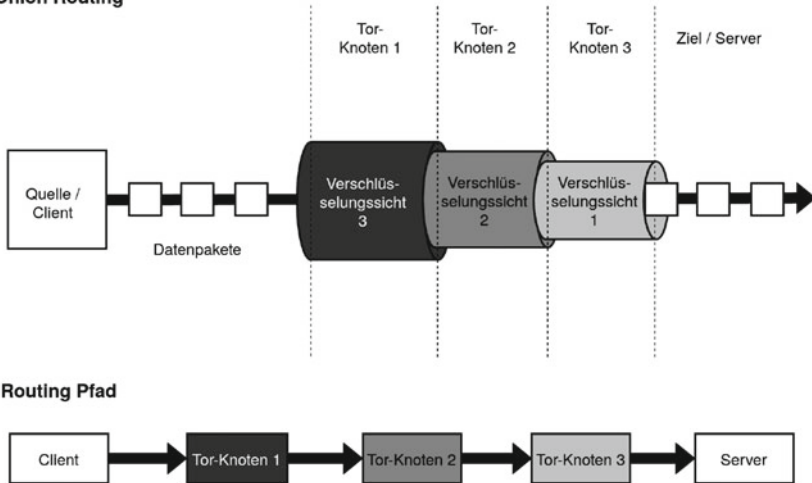 Onion Routing
Tor-
Knoten 1
Tor-
Knoten 2
Tor-
Knoten 3
Ziel / Server
Quelle /
Client
Datenpakete
Verschlüs-
selungssicht
3
Verschlüs-
selungssicht
2
Verschlüs-
selungssicht
1
Routing Pfad
Client
Tor-Knoten 1
Tor-Knoten 2
Tor-Knoten 3
Server